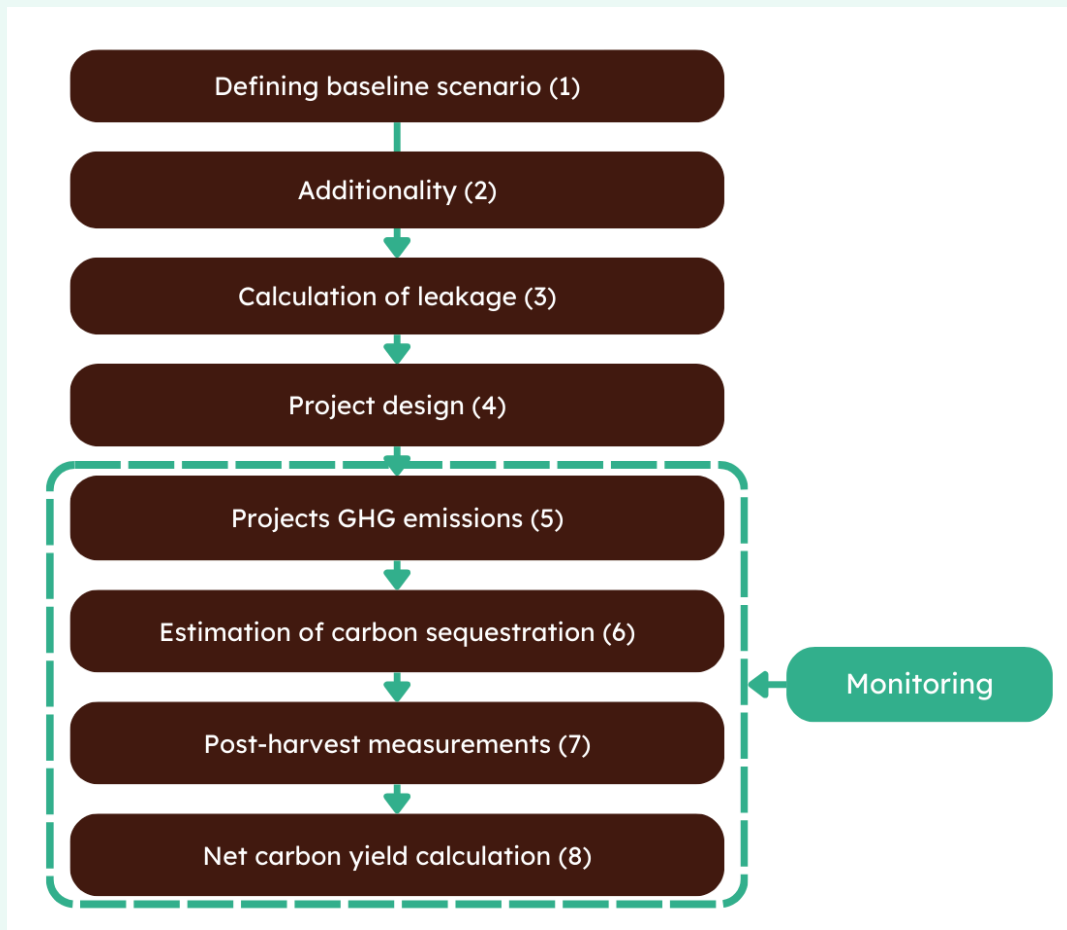 Defining baseline scenario (1)
Additionality (2)
Calculation of leakage (3)
Project design (4)
Projects GHG emissions (5)
Estimation of carbon sequestration (6)
Monitoring
Post-harvest measurements (7)
Net carbon yield calculation (8)